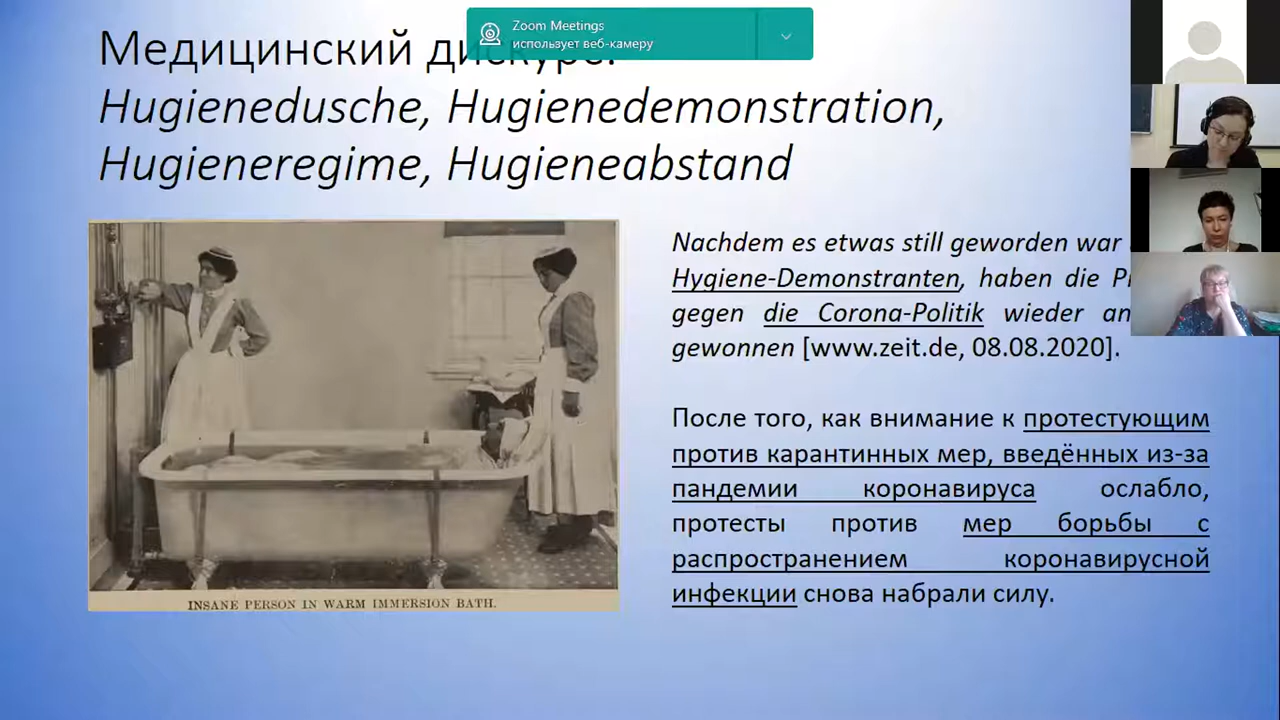 Zoom Meetings
использует веб-камеру
Медицинский дискурс:
Hugienedusche, Hugienedemonstration,
Hugieneregime, Hugieneabstand
Nachdem es etwas still geworden war
Hygiene-Demonstranten, haben die
gegen die Corona-Politik wieder
gewonnen [www.zeit.de, 08.08.2020].
После того, как внимание к протестующим
против карантинных мер, введённых из-за
пандемии коронавируса ослабло,
протесты против мер борьбы с
распространением коронавирусной
инфекции снова набрали силу.
INSANE PERSON IN WARM IMMERSION BATH.